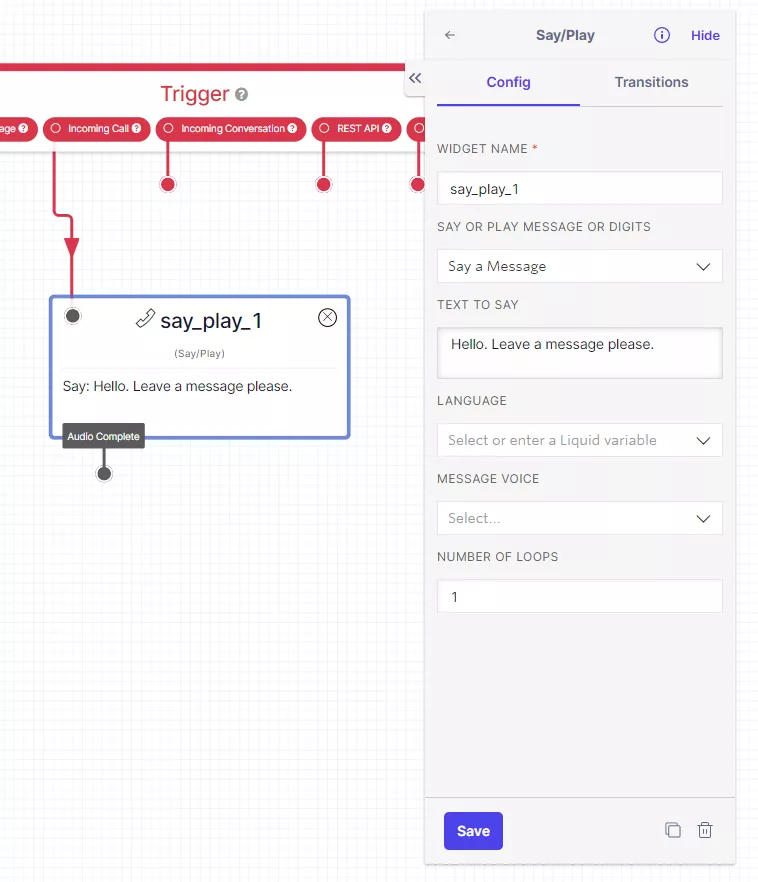 Trigger
age
Incoming Call
Incoming Conversation
REST API
say_play_1
(Say/Play)
Say: Hello. Leave a message please.
Audio Complete
Say/Play
Hide
Config
Transitions
WIDGET NAME *
say_play_1
SAY OR PLAY MESSAGE OR DIGITS
Say a Message
TEXT TO SAY
Hello. Leave a message please.
LANGUAGE
Select or enter a Liquid variable
MESSAGE VOICE
Select...
NUMBER OF LOOPS
1
Save